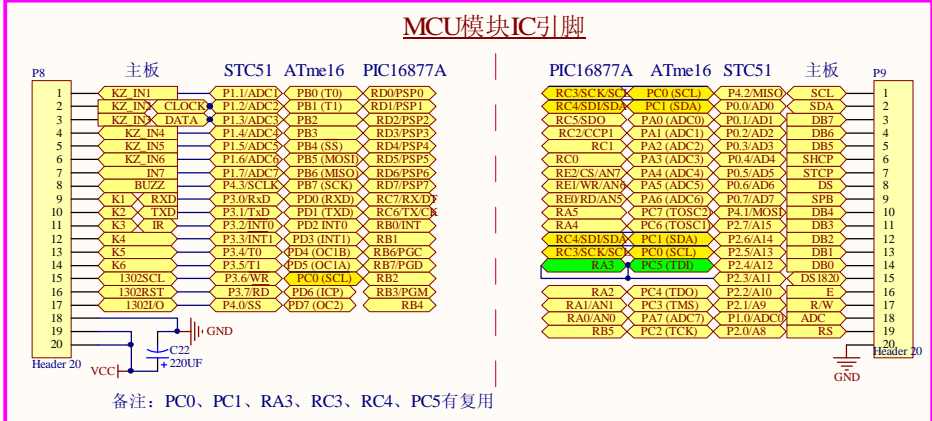 MCU模块IC引脚
P8 主板 STC51 ATme16 PIC16877A
1 KZ_IN1 P1.1/ADC1 PB0 (T0) RD0/PSP0
2 KZ_IN2 CLOCK P1.2/ADC2 PB1 (T1) RD1/PSP1
3 KZ_IN3 DATA P1.3/ADC3 PB2 RD2/PSP2
4 KZ_IN4 P1.4/ADC4 PB3 RD3/PSP3
5 KZ_IN5 P1.5/ADC5 PB4 (SS) RD4/PSP4
6 KZ_IN6 P1.6/ADC6 PB5 (MOSI) RD5/PSP5
7 IN7 P1.7/ADC7 PB6 (MISO) RD6/PSP6
8 BUZZ P4.3/SCLK PB7 (SCK) RD7/PSP7
9 K1 RXD P3.0/RxD PD0 (RXD) RC7/RX/DT
10 K2 TXD P3.1/TxD PD1 (TXD) RC6/TX/CK
11 K3 IR P3.2/INT0 PD2 INT0 RB0/INT
12 K4 P3.3/INT1 PD3 (INT1) RB1
13 K5 P3.4/T0 PD4 (OC1B) RB6/PGC
14 K6 P3.5/T1 PD5 (OC1A) RB7/PGD
15 1302SCL P3.6/WR PC0 (SCL) RB2
16 1302RST P3.7/RD PD6 (ICP) RB3/PGM
17 1302I/O P4.0/SS PD7 (OC2) RB4
18
19 GND
20
Header 20
C22
220UF
VCC
PIC16877A ATme16 STC51 主板 P9
RC3/SCK/SCL PC0 (SCL) P4.2/MISO SCL 1
RC4/SDI/SDA PC1 (SDA) P0.0/AD0 SDA 2
RC5/SDO PA0 (ADC0) P0.1/AD1 DB7 3
RC2/CCP1 PA1 (ADC1) P0.2/AD2 DB6 4
RC1 PA2 (ADC2) P0.3/AD3 DB5 5
RC0 PA3 (ADC3) P0.4/AD4 SHCP 6
RE2/CS/AN7 PA4 (ADC4) P0.5/AD5 STCP 7
RE1/WR/AN6 PA5 (ADC5) P0.6/AD6 DS 8
RE0/RD/AN5 PA6 (ADC6) P0.7/AD7 SPB 9
RA5 PC7 (TOSC2) P4.1/MOSI DB4 10
RA4 PC6 (TOSC1) P2.7/A15 DB3 11
RC4/SDI/SDA PC1 (SDA) P2.6/A14 DB2 12
RC3/SCK/SCL PC0 (SCL) P2.5/A13 DB1 13
RA3 PC5 (TDI) P2.4/A12 DB0 14
P2.3/A11 DS1820 15
RA2 PC4 (TDO) P2.2/A10 E 16
RA1/AN1 PC3 (TMS) P2.1/A9 R/W 17
RA0/AN0 PA7 (ADC7) P1.0/ADC0 ADC 18
RB5 PC2 (TCK) P2.0/A8 RS 19
20
Header 20
GND
备注：PC0、PC1、RA3、RC3、RC4、PC5有复用